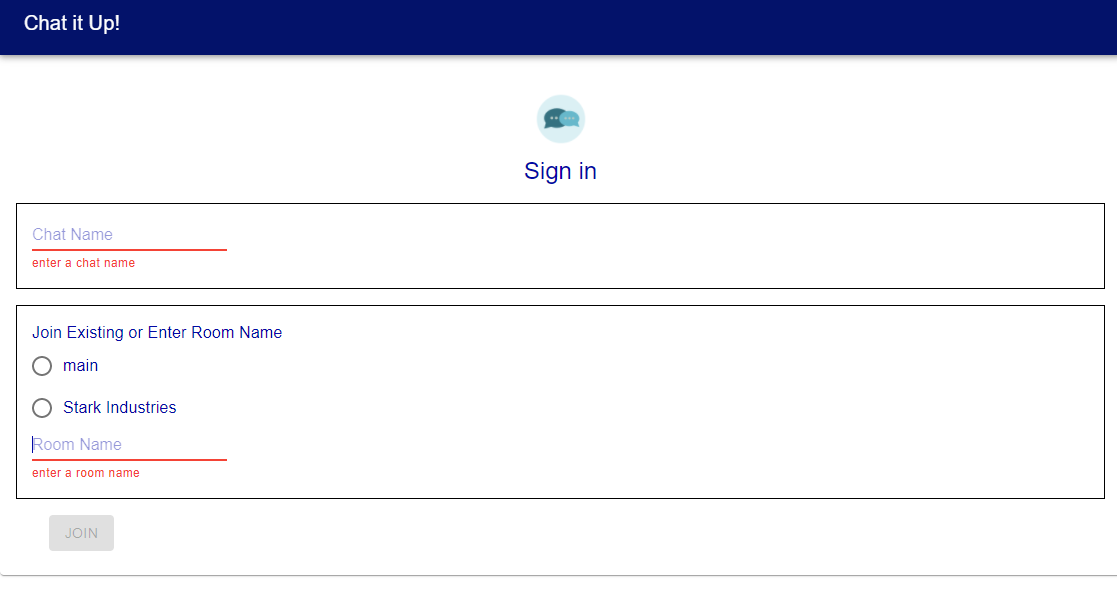 Chat it Up!
Sign in
Chat Name
enter a chat name
Join Existing or Enter Room Name
main
Stark Industries
Room Name
enter a room name
JOIN